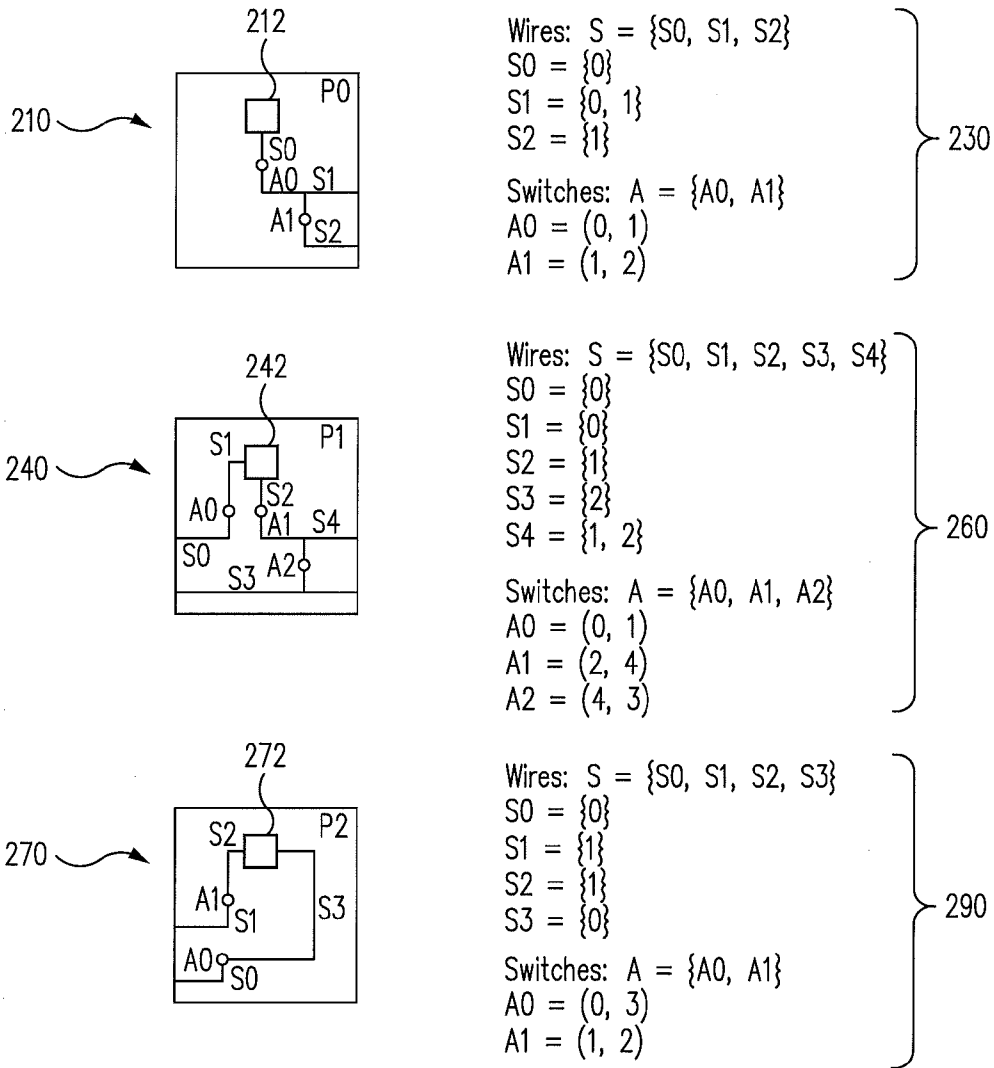 212
P0
210
S0
A0 S1
A1 S2
Wires: S = {S0, S1, S2}
S0 = {0}
S1 = {0, 1}
S2 = {1}
Switches: A = {A0, A1}
A0 = (0, 1)
A1 = (1, 2)
230
242
P1
240
S1
S2
A0 A1 S4
S0 A2
S3
Wires: S = {S0, S1, S2, S3, S4}
S0 = {0}
S1 = {0}
S2 = {1}
S3 = {2}
S4 = {1, 2}
Switches: A = {A0, A1, A2}
A0 = (0, 1)
A1 = (2, 4)
A2 = (4, 3)
260
272
P2
270
S2
A1 S3
S1
A0
S0
Wires: S = {S0, S1, S2, S3}
S0 = {0}
S1 = {1}
S2 = {1}
S3 = {0}
Switches: A = {A0, A1}
A0 = (0, 3)
A1 = (1, 2)
290